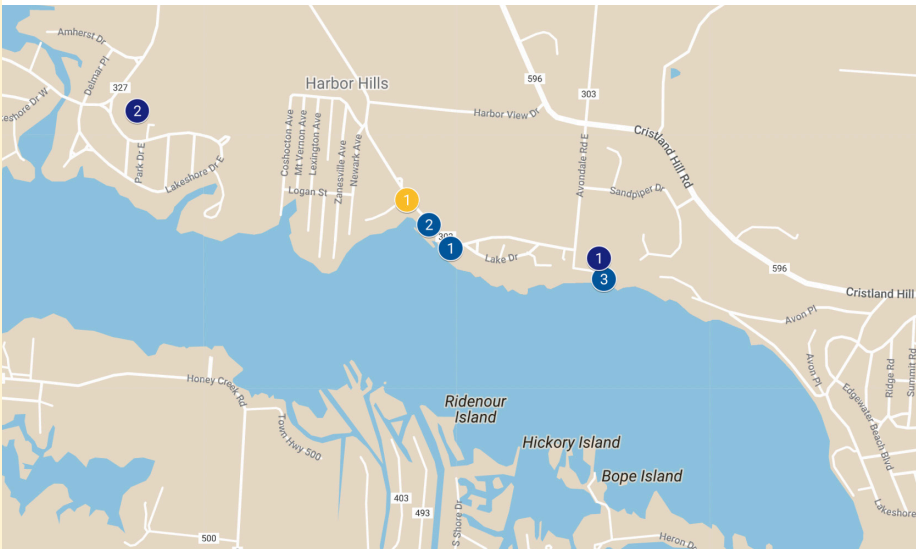 Amherst Dr
Delmar Pl
327
2
eshore Dr W
Park Dr E
Lakeshore Dr E
Harbor Hills
Coshocton Ave
Mt Vernon Ave
Lexington Ave
Zanesville Ave
Newark Ave
Logan St
Harbor View Dr
596
303
Cristland Hill Rd
Avondale Rd E
Sandpiper Dr
1
2
1
Lake Dr
1
3
596
Cristland Hill
Avon Pl
Avon Pl
Ridge Rd
Summit Rd
Edgewater Beach Blvd
Lakeshore
Honey Creek Rd
Town Hwy 500
Ridenour
Island
Hickory Island
Bope Island
403
493
S Shore Dr
500
Heron Dr